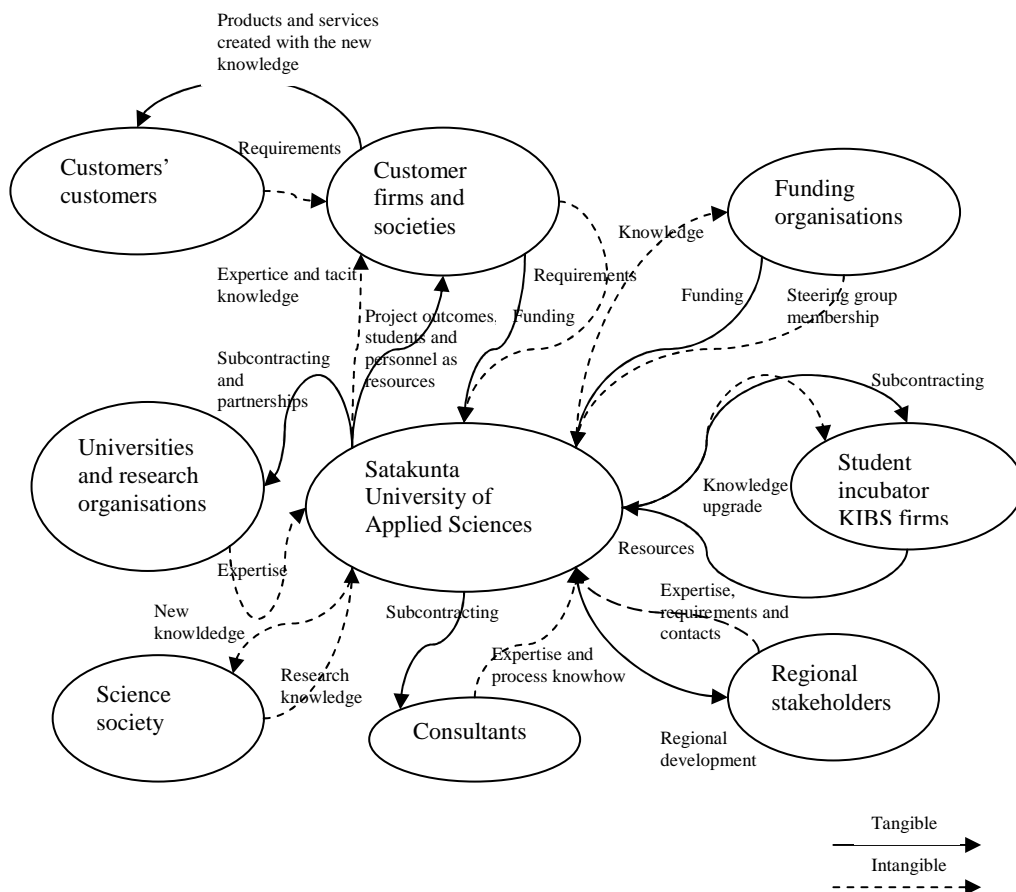 Products and services
created with the new
knowledge
Customers’
customers
Requirements
Customer
firms and
societies
Funding
organisations
Knowledge
Expertice and tacit
knowledge
Requirements
Funding
Steering group
membership
Project outcomes,
students and
personnel as
resources
Funding
Subcontracting
and
partnerships
Subcontracting
Universities
and research
organisations
Satakunta
University of
Applied Sciences
Student
incubator
KIBS firms
Knowledge
upgrade
Resources
Expertise
Expertise,
requirements and
contacts
New
knowldedge
Subcontracting
Research
knowledge
Expertise and
process knowhow
Science
society
Consultants
Regional
stakeholders
Regional
development
Tangible
Intangible